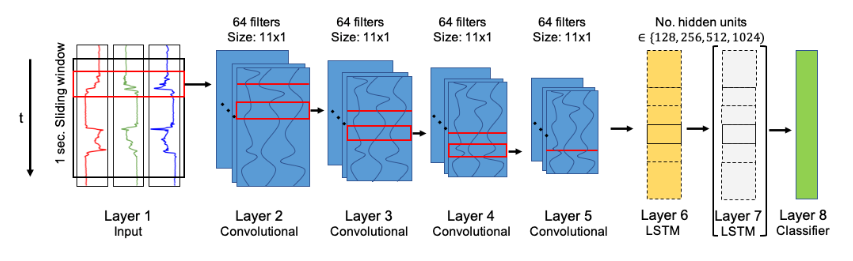 64 filters
Size: 11x1
64 filters
Size: 11x1
64 filters
Size: 11x1
64 filters
Size: 11x1
No. hidden units
∈ {128, 256, 512, 1024)
t
1 sec. Sliding window
Layer 1
Input
Layer 2
Convolutional
Layer 3
Convolutional
Layer 4
Convolutional
Layer 5
Convolutional
Layer 6
LSTM
Layer 7
LSTM
Layer 8
Classifier